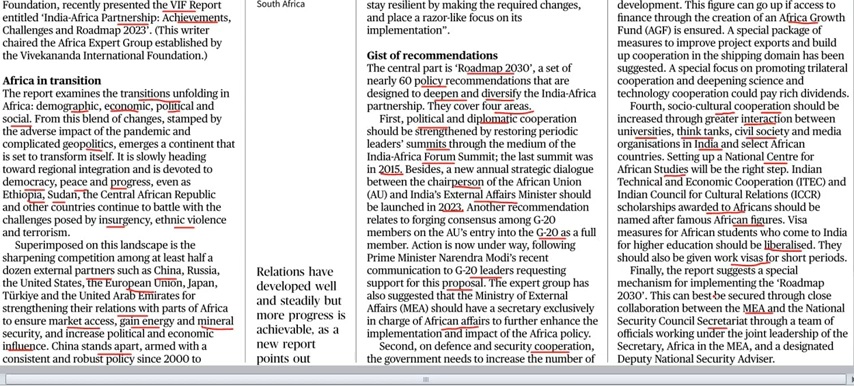 Foundation, recently presented the VIF Report
entitled 'India-Africa Partnership: Achievements,
Challenges and Roadmap 2023'. (This writer
chaired the Africa Expert Group established by
the Vivekananda International Foundation.)
Africa in transition
The report examines the transitions unfolding in
Africa: demographic, economic, political and
social. From this blend of changes, stamped by
the adverse impact of the pandemic and
complicated geopolitics, emerges a continent that
is set to transform itself. It is slowly heading
toward regional integration and is devoted to
democracy, peace and progress, even as
Ethiopia, Sudan, the Central African Republic
and other countries continue to battle with the
challenges posed by insurgency, ethnic violence
and terrorism.
Superimposed on this landscape is the
sharpening competition among at least half a
dozen external partners such as China, Russia,
the United States, the European Union, Japan,
Türkiye and the United Arab Emirates for
strengthening their relations with parts of Africa
to ensure market access, gain energy and mineral
security, and increase political and economic
influence. China stands apart, armed with a
consistent and robust policy since 2000 to
South Africa
Relations have
developed well
and steadily but
more progress is
achievable, as a
new report
points out
stay resilient by making the required changes,
and place a razor-like focus on its
implementation".
Gist of recommendations
The central part is 'Roadmap 2030', a set of
nearly 60 policy recommendations that are
designed to deepen and diversify the India-Africa
partnership. They cover four areas.
First, political and diplomatic cooperation
should be strengthened by restoring periodic
leaders' summits through the medium of the
India-Africa Forum Summit; the last summit was
in 2015. Besides, a new annual strategic dialogue
between the chairperson of the African Union
(AU) and India's External Affairs Minister should
be launched in 2023. Another recommendation
relates to forging consensus among G-20
members on the AU's entry into the G-20 as a full
member. Action is now under way, following
Prime Minister Narendra Modi's recent
communication to G-20 leaders requesting
support for this proposal. The expert group has
also suggested that the Ministry of External
Affairs (MEA) should have a secretary exclusively
in charge of African affairs to further enhance the
implementation and impact of the Africa policy.
Second, on defence and security cooperation,
the government needs to increase the number of
development. This figure can go up if access to
finance through the creation of an Africa Growth
Fund (AGF) is ensured. A special package of
measures to improve project exports and build
up cooperation in the shipping domain has been
suggested. A special focus on promoting trilateral
cooperation and deepening science and
technology cooperation could pay rich dividends.
Fourth, socio-cultural cooperation should be
increased through greater interaction between
universities, think tanks, civil society and media
organisations in India and select African
countries. Setting up a National Centre for
African Studies will be the right step. Indian
Technical and Economic Cooperation (ITEC) and
Indian Council for Cultural Relations (ICCR)
scholarships awarded to Africans should be
named after famous African figures. Visa
measures for African students who come to India
for higher education should be liberalised. They
should also be given work visas for short periods.
Finally, the report suggests a special
mechanism for implementing the 'Roadmap
2030'. This can best be secured through close
collaboration between the MEA and the National
Security Council Secretariat through a team of
officials working under the joint leadership of the
Secretary, Africa in the MEA, and a designated
Deputy National Security Adviser.